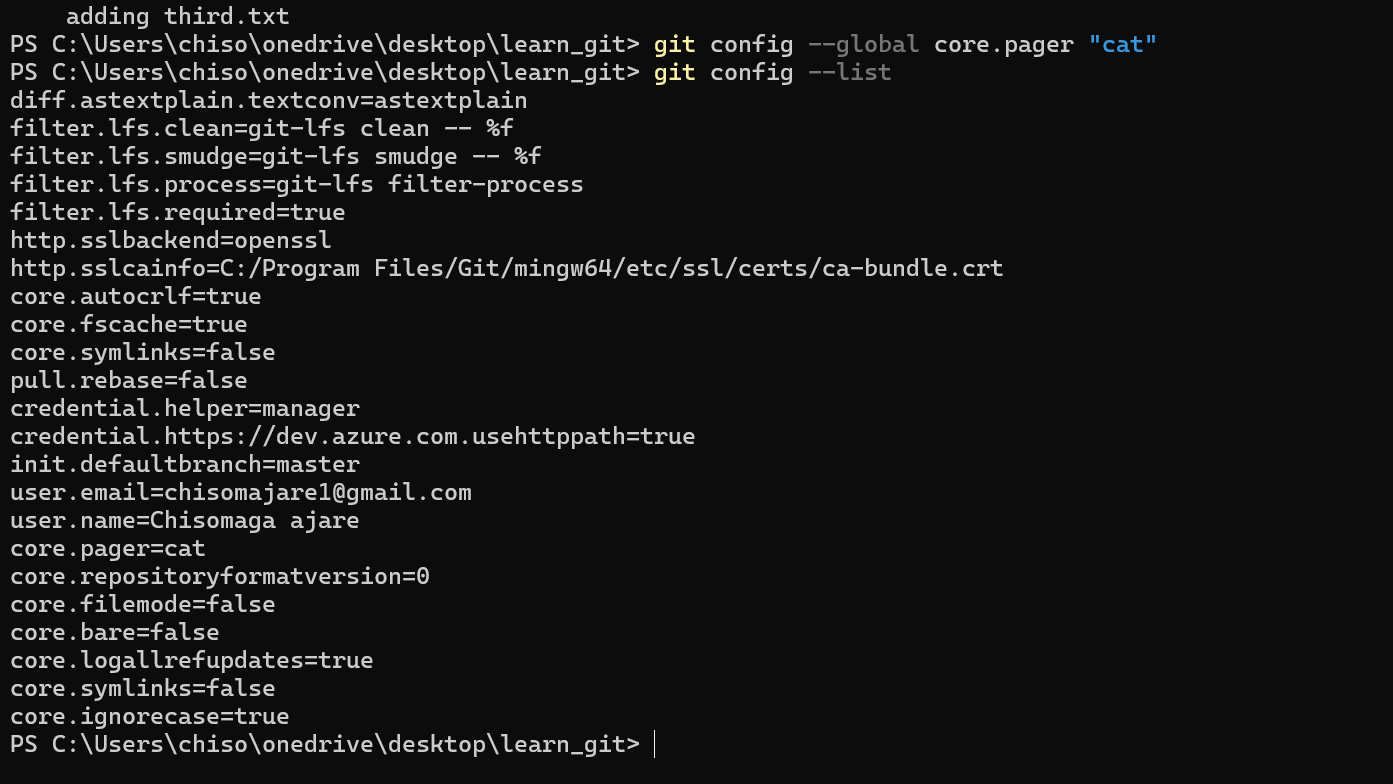 adding third.txt
PS C:\Users\chiso\onedrive\desktop\learn_git> git config --global core.pager "cat"
PS C:\Users\chiso\onedrive\desktop\learn_git> git config --list
diff.astextplain.textconv=astextplain
filter.lfs.clean=git-lfs clean -- %f
filter.lfs.smudge=git-lfs smudge -- %f
filter.lfs.process=git-lfs filter-process
filter.lfs.required=true
http.sslbackend=openssl
http.sslcainfo=C:/Program Files/Git/mingw64/etc/ssl/certs/ca-bundle.crt
core.autocrlf=true
core.fscache=true
core.symlinks=false
pull.rebase=false
credential.helper=manager
credential.https://dev.azure.com.usehttppath=true
init.defaultbranch=master
user.email=chisomajare1@gmail.com
user.name=Chisomaga ajare
core.pager=cat
core.repositoryformatversion=0
core.filemode=false
core.bare=false
core.logallrefupdates=true
core.symlinks=false
core.ignorecase=true
PS C:\Users\chiso\onedrive\desktop\learn_git>